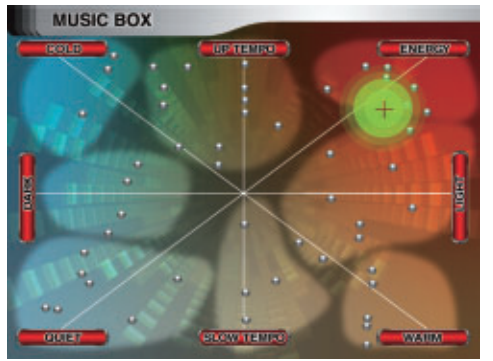 MUSIC BOX
COLD
UP TEMPO
ENERGY
DARK
LIGHT
QUIET
SLOW TEMPO
WARM